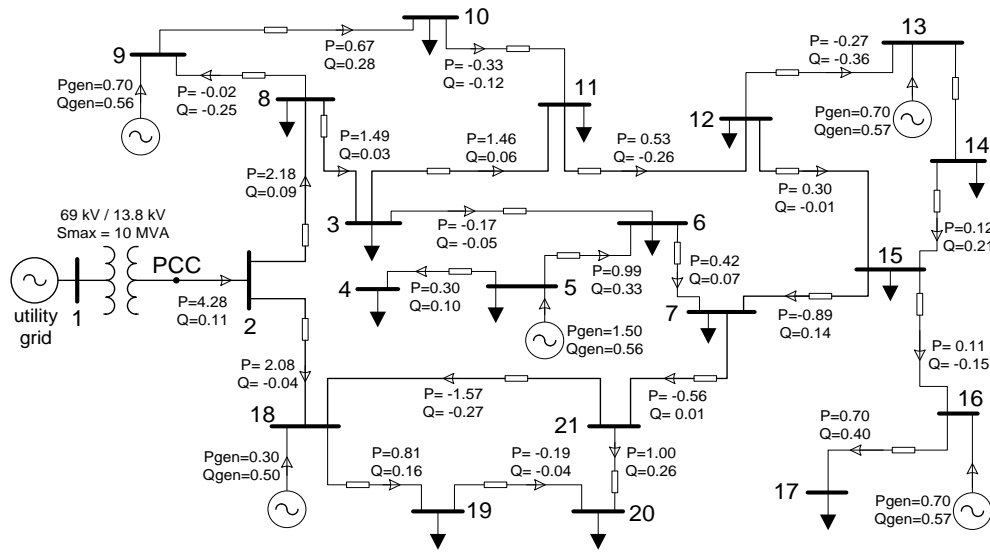 10
13
9
P=0.67
Q=0.28
P= -0.33
Q= -0.12
P= -0.27
Q= -0.36
Pgen=0.70
Qgen=0.56
P= -0.02
Q= -0.25
8
11
12
Pgen=0.70
Qgen=0.57
P=1.49
Q=0.03
P=1.46
Q=0.06
P= 0.53
Q= -0.26
14
P=2.18
Q=0.09
P= 0.30
Q= -0.01
69 kV / 13.8 kV
Smax = 10 MVA
3
P= -0.17
Q= -0.05
6
P=0.12
Q=0.21
PCC
15
P=0.99
Q=0.33
P=0.42
Q=0.07
4
P=0.30
Q=0.10
5
utility
grid
1
P=4.28
Q=0.11
2
7
P=-0.89
Q= 0.14
Pgen=1.50
Qgen=0.56
P= 0.11
Q= -0.15
P= 2.08
Q= -0.04
P= -1.57
Q= -0.27
P= -0.56
Q= 0.01
16
18
21
P=0.70
Q=0.40
Pgen=0.30
Qgen=0.50
P=0.81
Q=0.16
P= -0.19
Q= -0.04
P=1.00
Q=0.26
17
Pgen=0.70
Qgen=0.57
19
20